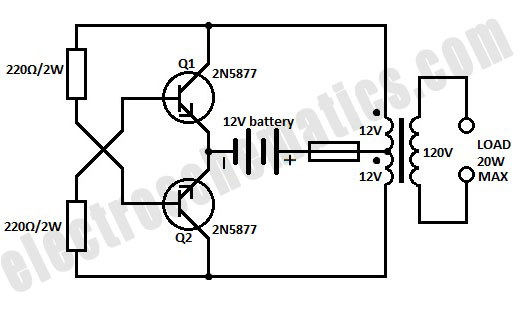 Q1
220Ω/2W
2N5877
12V battery
12V
120V
LOAD
20W
MAX
12V
220Ω/2W
2N5877
Q2
− +
electroschematics.com